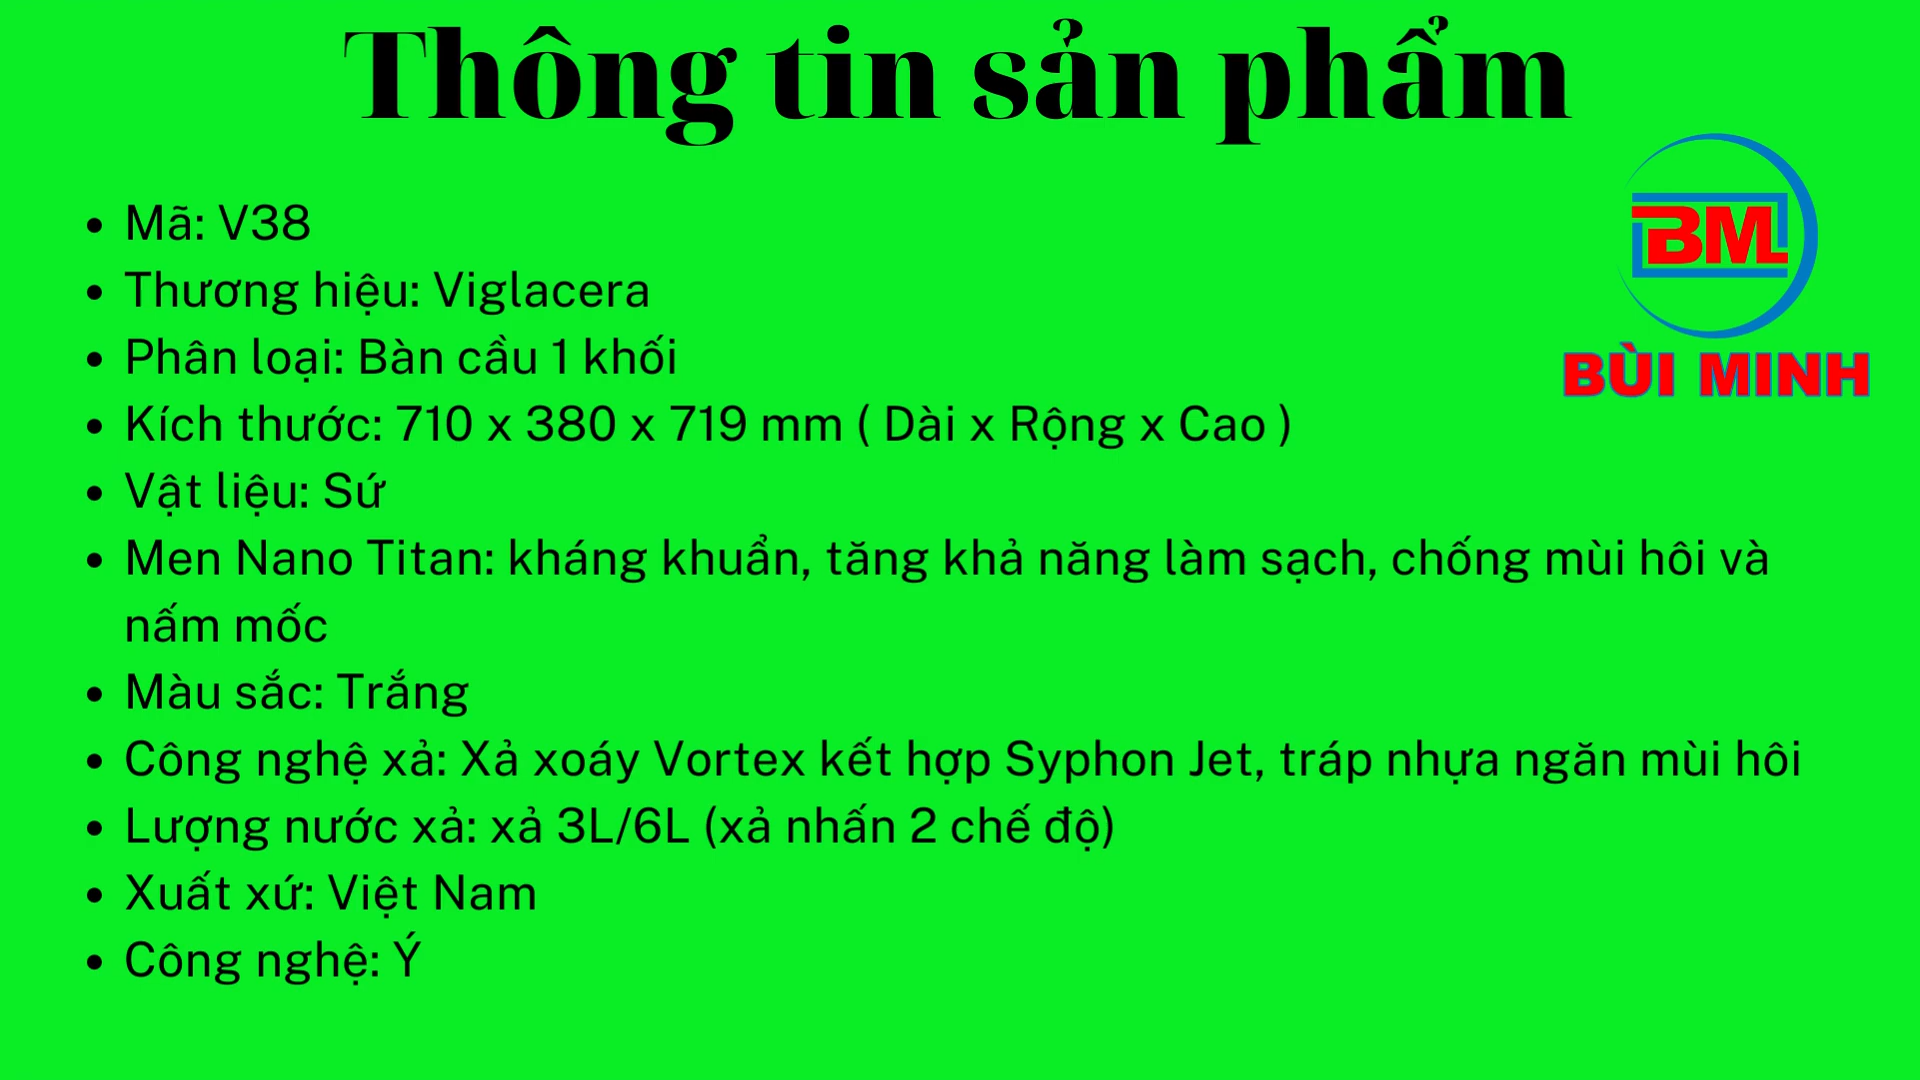 Thông tin sản phẩm
BM
BÙI MINH
• Mã: V38
• Thương hiệu: Viglacera
• Phân loại: Bàn cầu 1 khối
• Kích thước: 710 x 380 x 719 mm ( Dài x Rộng x Cao )
• Vật liệu: Sứ
• Men Nano Titan: kháng khuẩn, tăng khả năng làm sạch, chống mùi hôi và
nấm mốc
• Màu sắc: Trắng
• Công nghệ xả: Xả xoáy Vortex kết hợp Syphon Jet, tráp nhựa ngăn mùi hôi
• Lượng nước xả: xả 3L/6L (xả nhấn 2 chế độ)
• Xuất xứ: Việt Nam
• Công nghệ: Ý